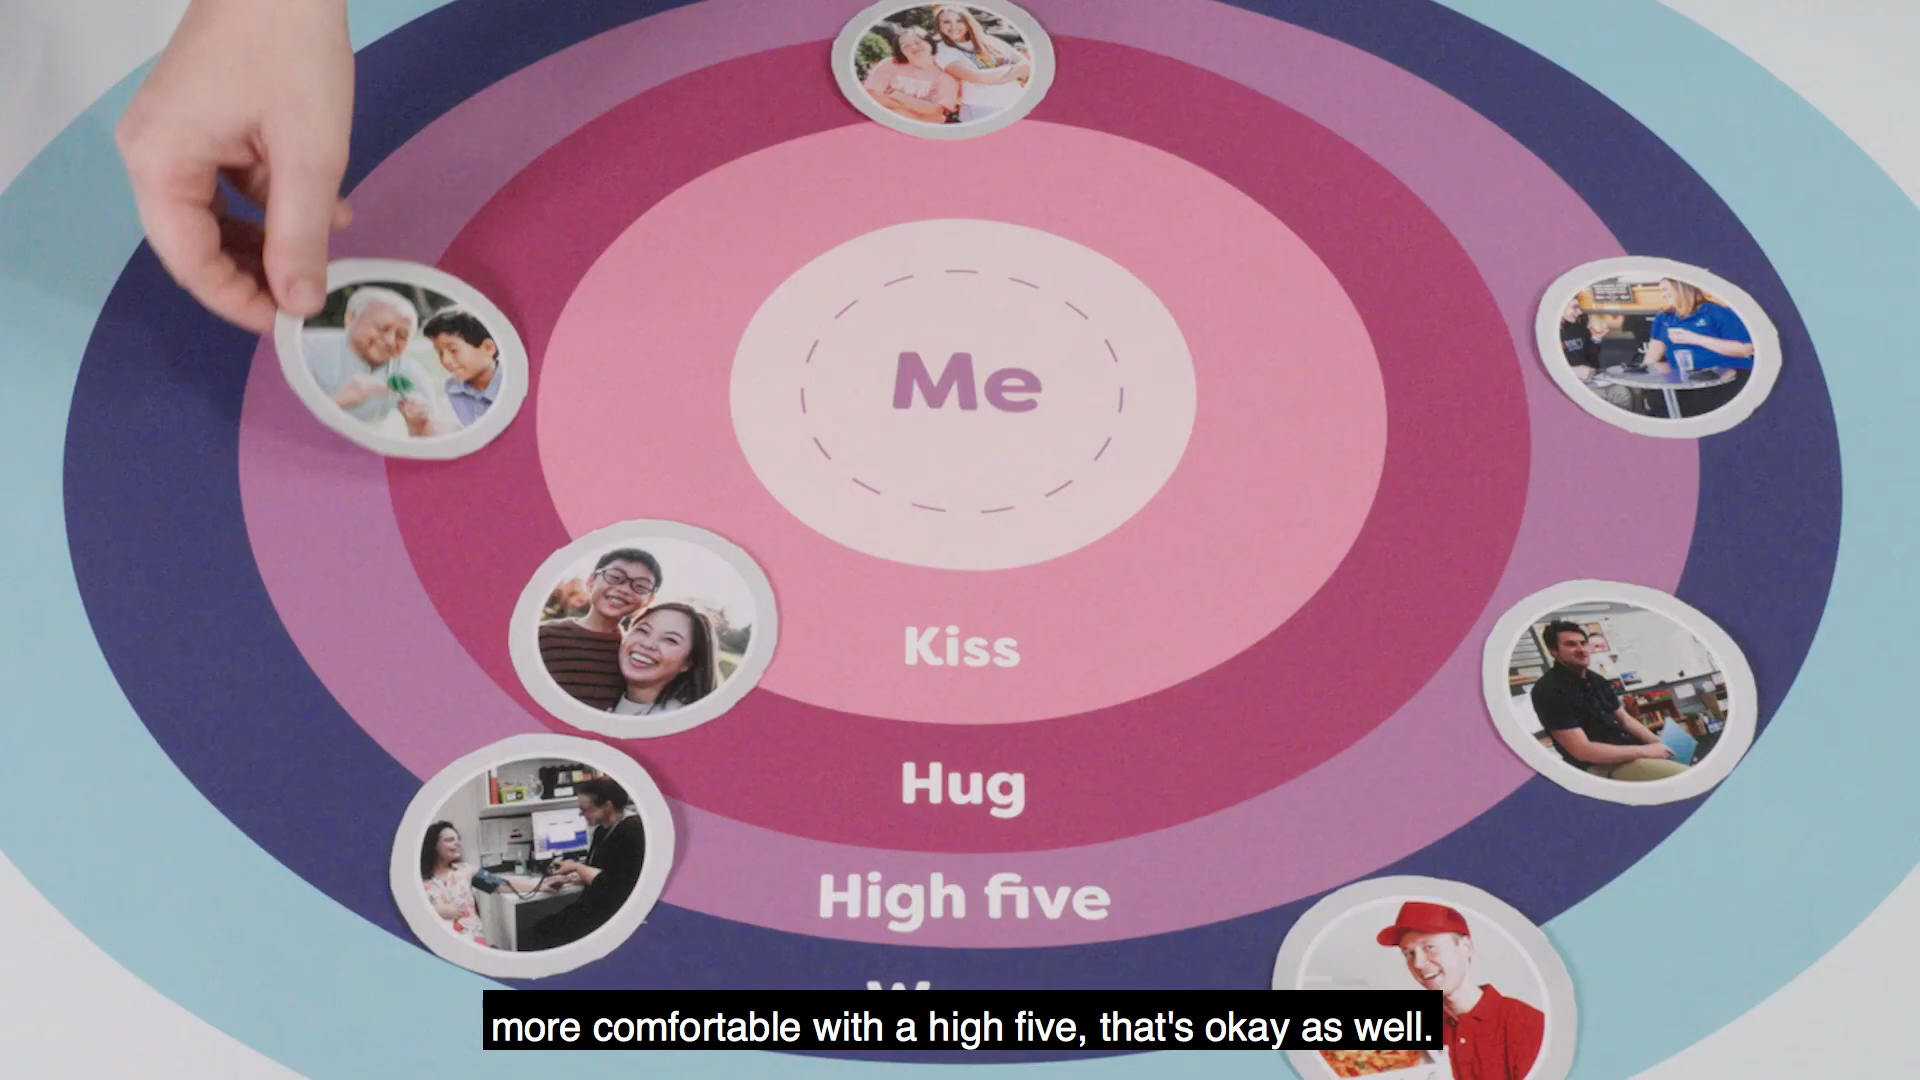 Me
Kiss
Hug
High five
more comfortable with a high five, that's okay as well.